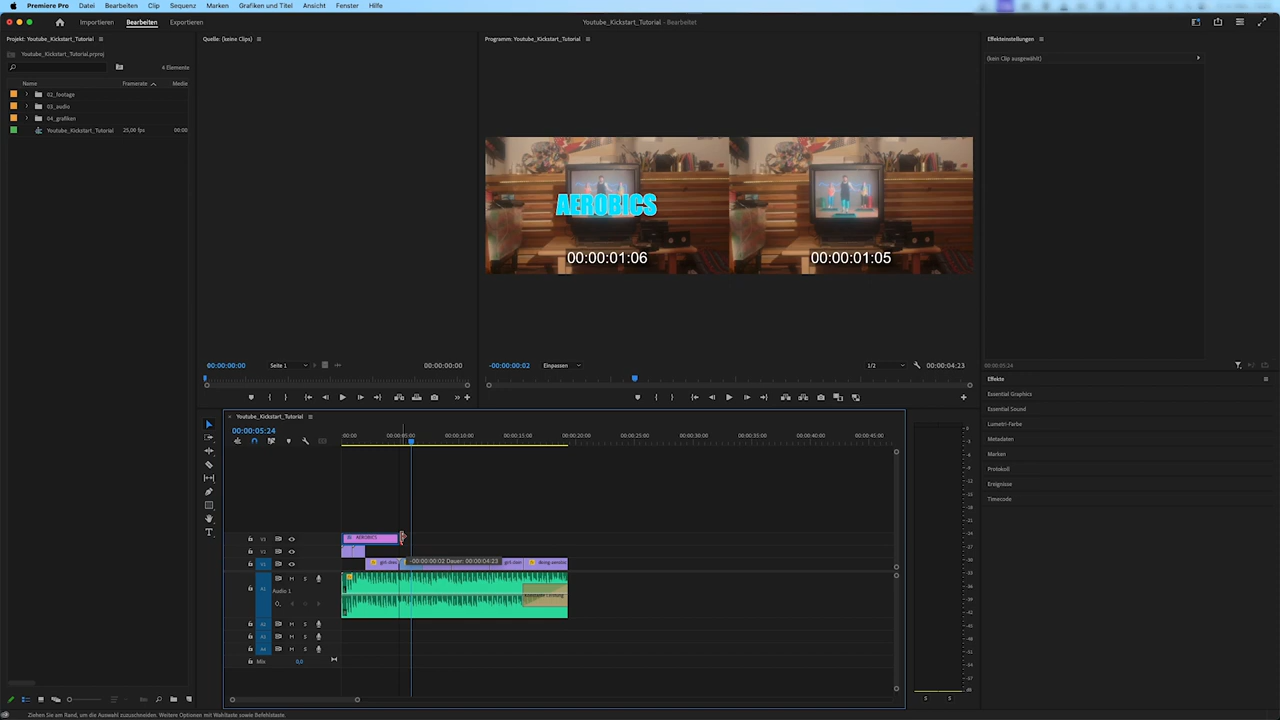 Premiere Pro Datei Bearbeiten Clip Sequenz Marken Grafiken und Titel Ansicht Fenster Hilfe
Importieren Bearbeiten Exportieren
Youtube_Kickstart_Tutorial - Bearbeitet
Projekt: Youtube_Kickstart_Tutorial
Youtube_Kickstart_Tutorial.prproj
4 Elemente
Name Framerate Medie
02_footage
03_audio
04_grafiken
Youtube_Kickstart_Tutorial 25,00 fps 00:00
Quelle: (keine Clips)
00:00:00:00 Seite 1 00:00:00:00
Programm: Youtube_Kickstart_Tutorial
AEROBICS
00:00:01:06 00:00:01:05
-00:00:00:02 Einpassen 1/2 00:00:04:23
Effekteinstellungen
(kein Clip ausgewählt)
00:00:05:24
Effekte
Essential Graphics
Essential Sound
Lumetri-Farbe
Metadaten
Marken
Protokoll
Ereignisse
Timecode
Youtube_Kickstart_Tutorial
00:00:05:24
:00:00 00:00:05:00 00:00:10:00 00:00:15:00 00:00:20:00 00:00:25:00 00:00:30:00 00:00:35:00 00:00:40:00 00:00:45:00
V3 AEROBICS
V2
V1
-00:00:00:02 Dauer: 00:00:04:23
A1 M S
Audio 1
A2 M S
A3 M S
A4 M S
Mix 0,0
S S
Ziehen Sie am Rand, um die Auswahl zuzuschneiden. Weitere Optionen mit Wahltaste sowie Befehlstaste.